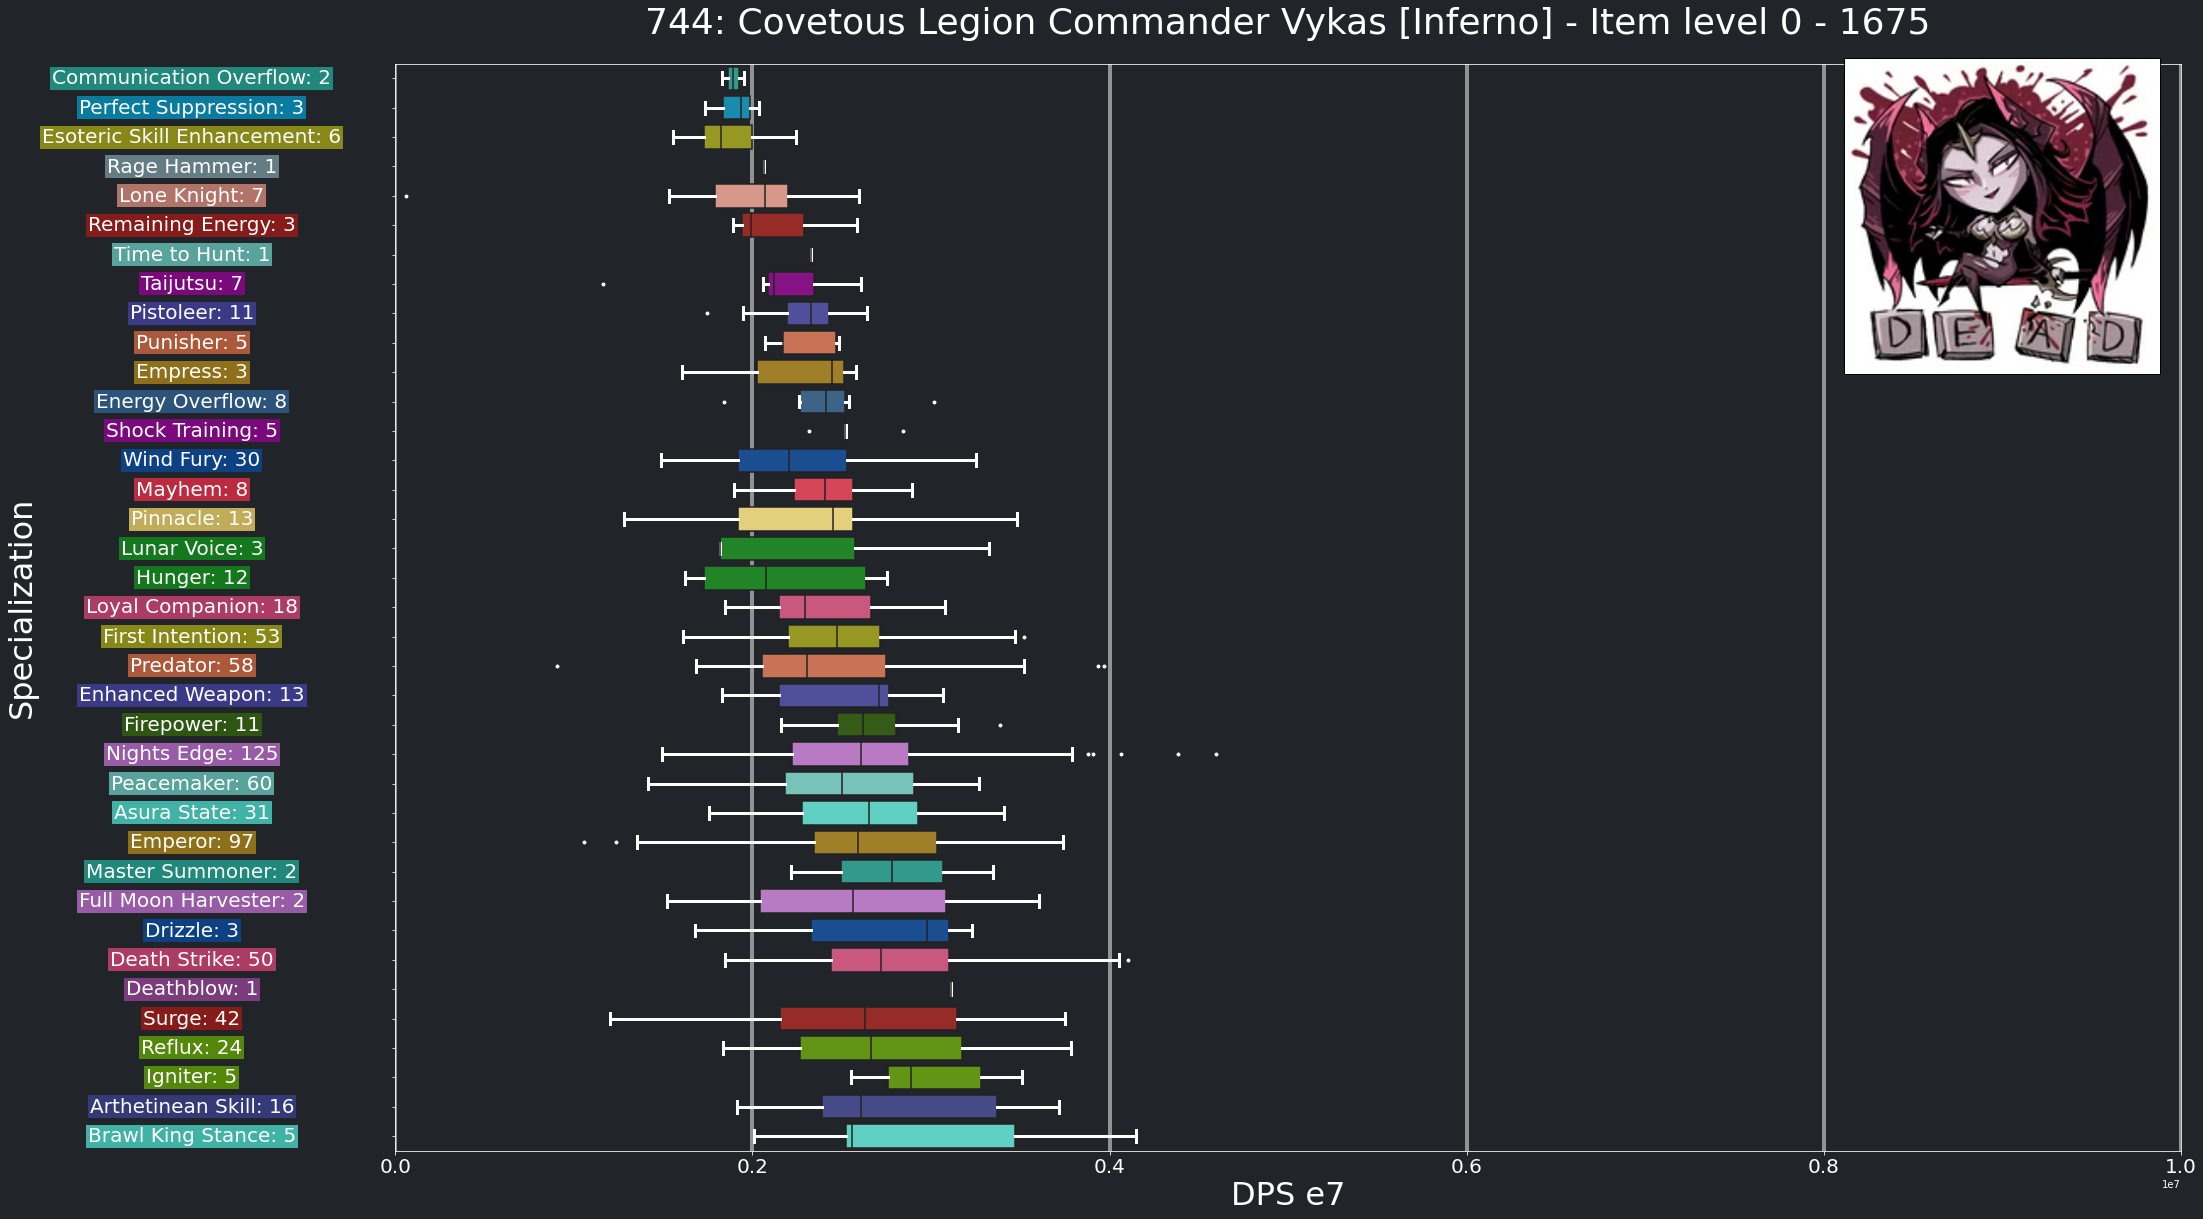 744: Covetous Legion Commander Vykas [Inferno] - Item level 0 - 1675
Specialization
Communication Overflow: 2
Perfect Suppression: 3
Esoteric Skill Enhancement: 6
Rage Hammer: 1
Lone Knight: 7
Remaining Energy: 3
Time to Hunt: 1
Taijutsu: 7
Pistoleer: 11
Punisher: 5
Empress: 3
Energy Overflow: 8
Shock Training: 5
Wind Fury: 30
Mayhem: 8
Pinnacle: 13
Lunar Voice: 3
Hunger: 12
Loyal Companion: 18
First Intention: 53
Predator: 58
Enhanced Weapon: 13
Firepower: 11
Nights Edge: 125
Peacemaker: 60
Asura State: 31
Emperor: 97
Master Summoner: 2
Full Moon Harvester: 2
Drizzle: 3
Death Strike: 50
Deathblow: 1
Surge: 42
Reflux: 24
Igniter: 5
Arthetinean Skill: 16
Brawl King Stance: 5
DEAD
0.0 0.2 0.4 0.6 0.8 1.0
1e7
DPS e7